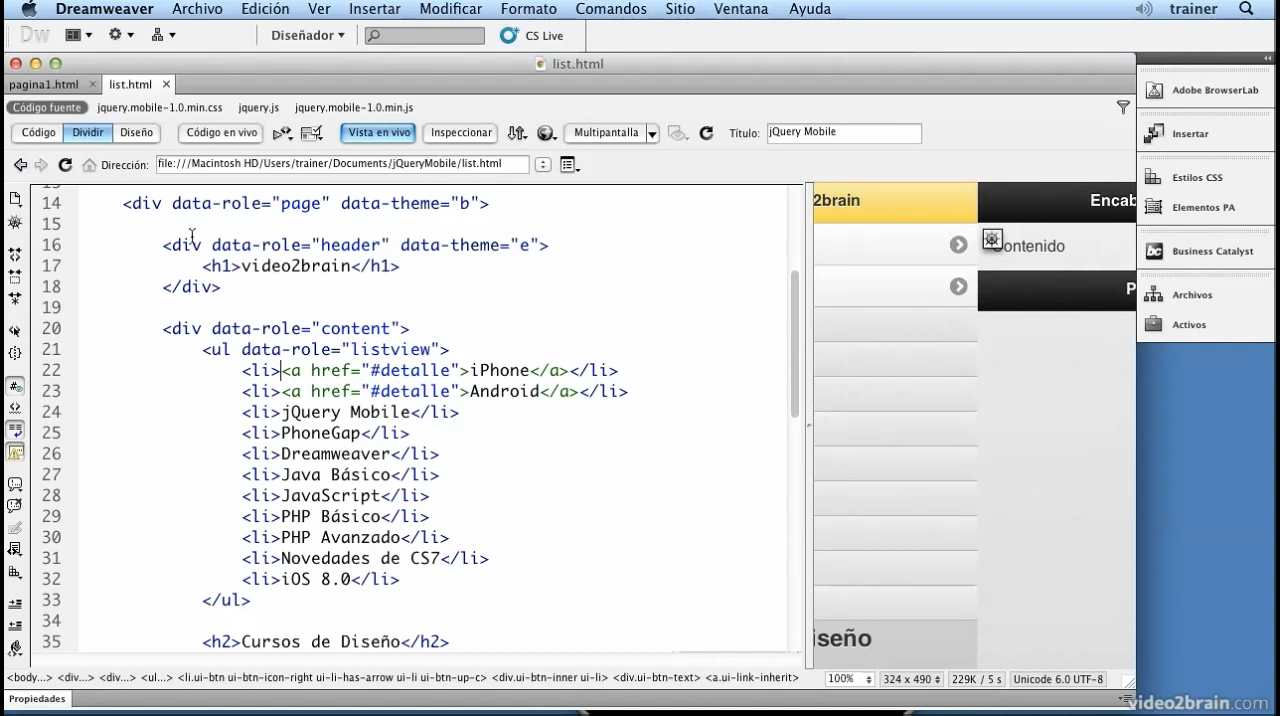 Dreamweaver Archivo Edición Ver Insertar Modificar Formato Comandos Sitio Ventana Ayuda trainer
Dw Diseñador CS Live
list.html
pagina1.html × list.html ×
Código fuente jquery.mobile-1.0.min.css jquery.js jquery.mobile-1.0.min.js
Código Dividir Diseño Código en vivo Vista en vivo Inspeccionar Multipantalla Título: jQuery Mobile
Dirección: file:///Macintosh HD/Users/trainer/Documents/jQueryMobile/list.html
14 <div data-role="page" data-theme="b">
15
16 <div data-role="header" data-theme="e">
17 <h1>video2brain</h1>
18 </div>
19
20 <div data-role="content">
21 <ul data-role="listview">
22 <li><a href="#detalle">iPhone</a></li>
23 <li><a href="#detalle">Android</a></li>
24 <li>jQuery Mobile</li>
25 <li>PhoneGap</li>
26 <li>Dreamweaver</li>
27 <li>Java Básico</li>
28 <li>JavaScript</li>
29 <li>PHP Básico</li>
30 <li>PHP Avanzado</li>
31 <li>Novedades de CS7</li>
32 <li>iOS 8.0</li>
33 </ul>
34
35 <h2>Cursos de Diseño</h2>
2brain
Encab
Contenido
P
iseño
Adobe BrowserLab
Insertar
Estilos CSS
Elementos PA
Business Catalyst
Archivos
Activos
<body...> <div...> <div...> <ul...> <li.ui-btn ui-btn-icon-right ui-li-has-arrow ui-li ui-btn-up-c> <div.ui-btn-inner ui-li> <div.ui-btn-text> <a.ui-link-inherit> 100% 324 x 490 229K / 5 s Unicode 6.0 UTF-8
Propiedades
video2brain.com